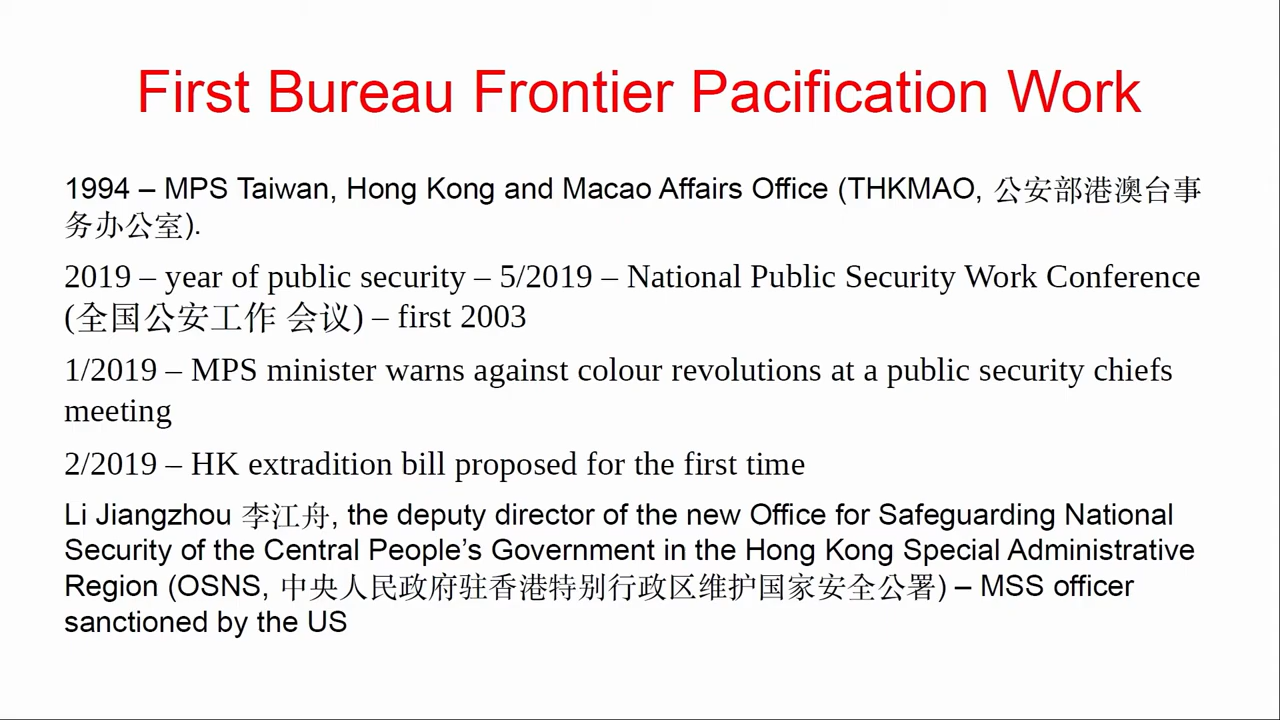 First Bureau Frontier Pacification Work
1994 – MPS Taiwan, Hong Kong and Macao Affairs Office (THKMAO, 公安部港澳台事
务办公室).
2019 – year of public security – 5/2019 – National Public Security Work Conference
(全国公安工作 会议) – first 2003
1/2019 – MPS minister warns against colour revolutions at a public security chiefs
meeting
2/2019 – HK extradition bill proposed for the first time
Li Jiangzhou 李江舟, the deputy director of the new Office for Safeguarding National
Security of the Central People’s Government in the Hong Kong Special Administrative
Region (OSNS, 中央人民政府驻香港特别行政区维护国家安全公署) – MSS officer
sanctioned by the US